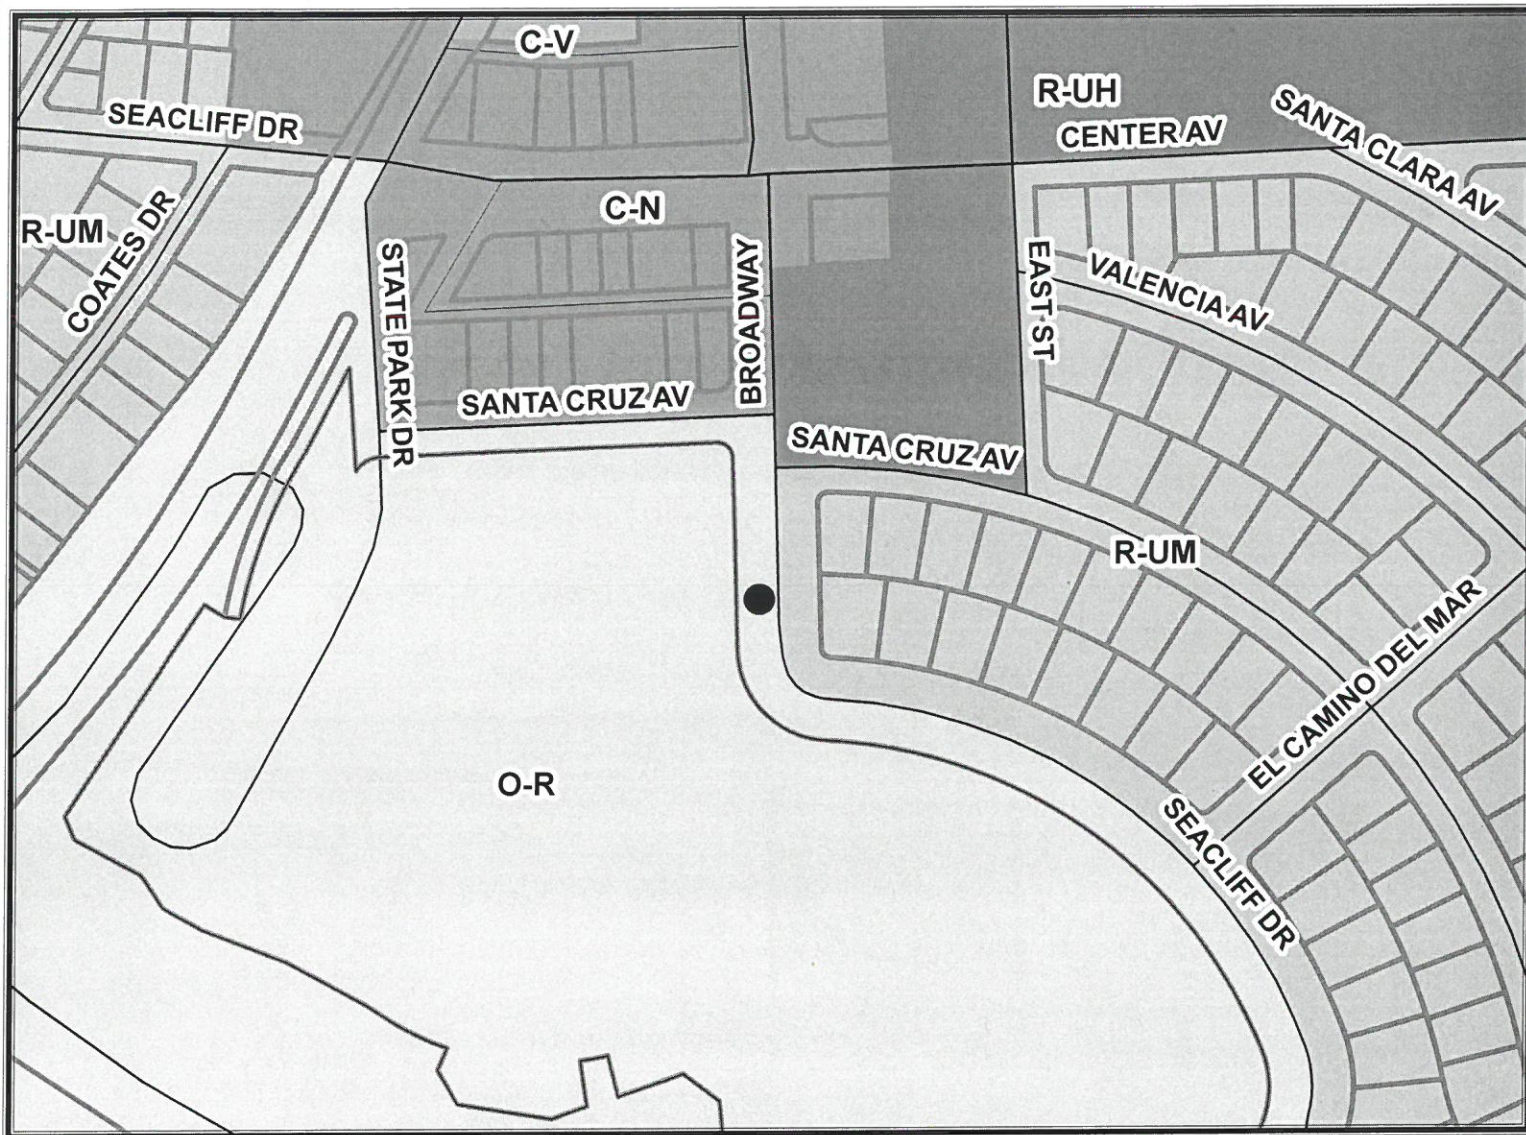 C-V
R-UH
SEACLIFF DR
CENTER AV
SANTA CLARA AV
R-UM
COATES DR
C-N
STATE PARK DR
BROADWAY
EAST ST
VALENCIA AV
SANTA CRUZ AV
SANTA CRUZ AV
R-UM
EL CAMINO DEL MAR
O-R
SEACLIFF DR